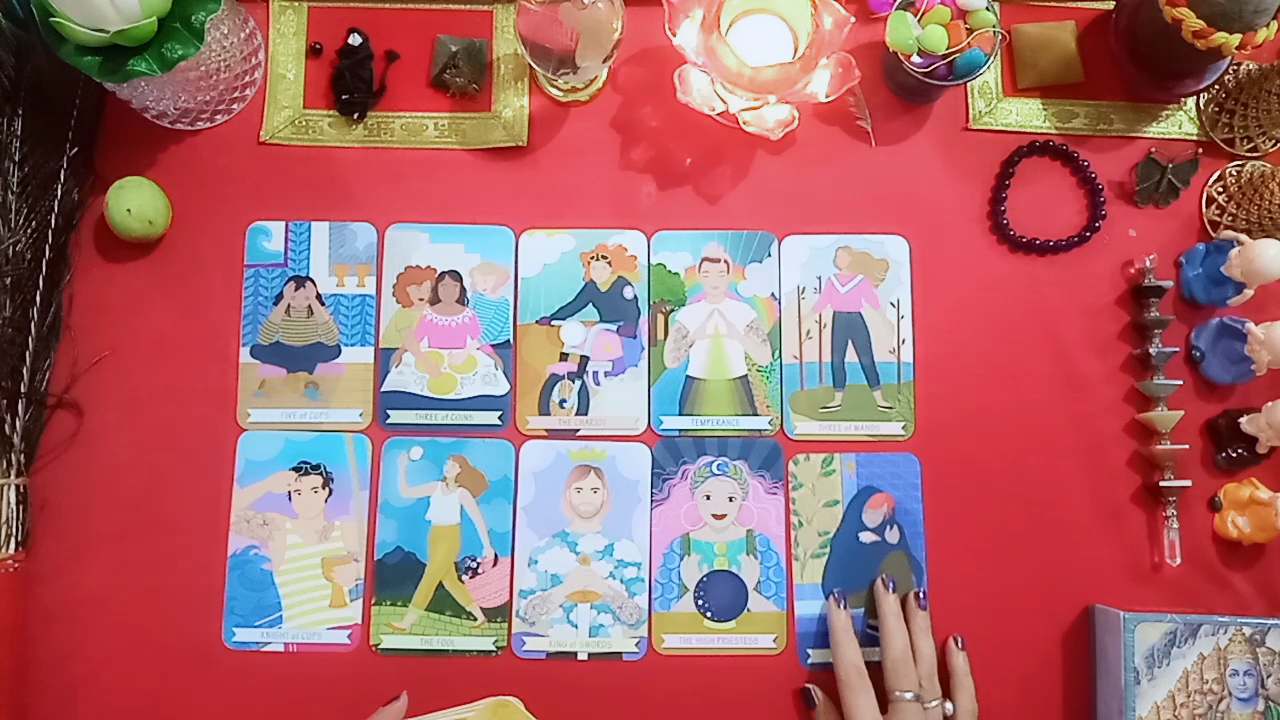 FIVE of CUPS
THREE of COINS
THE CHARIOT
TEMPERANCE
THREE of WANDS
KNIGHT of CUPS
THE FOOL
KING of SWORDS
THE HIGH PRIESTESS